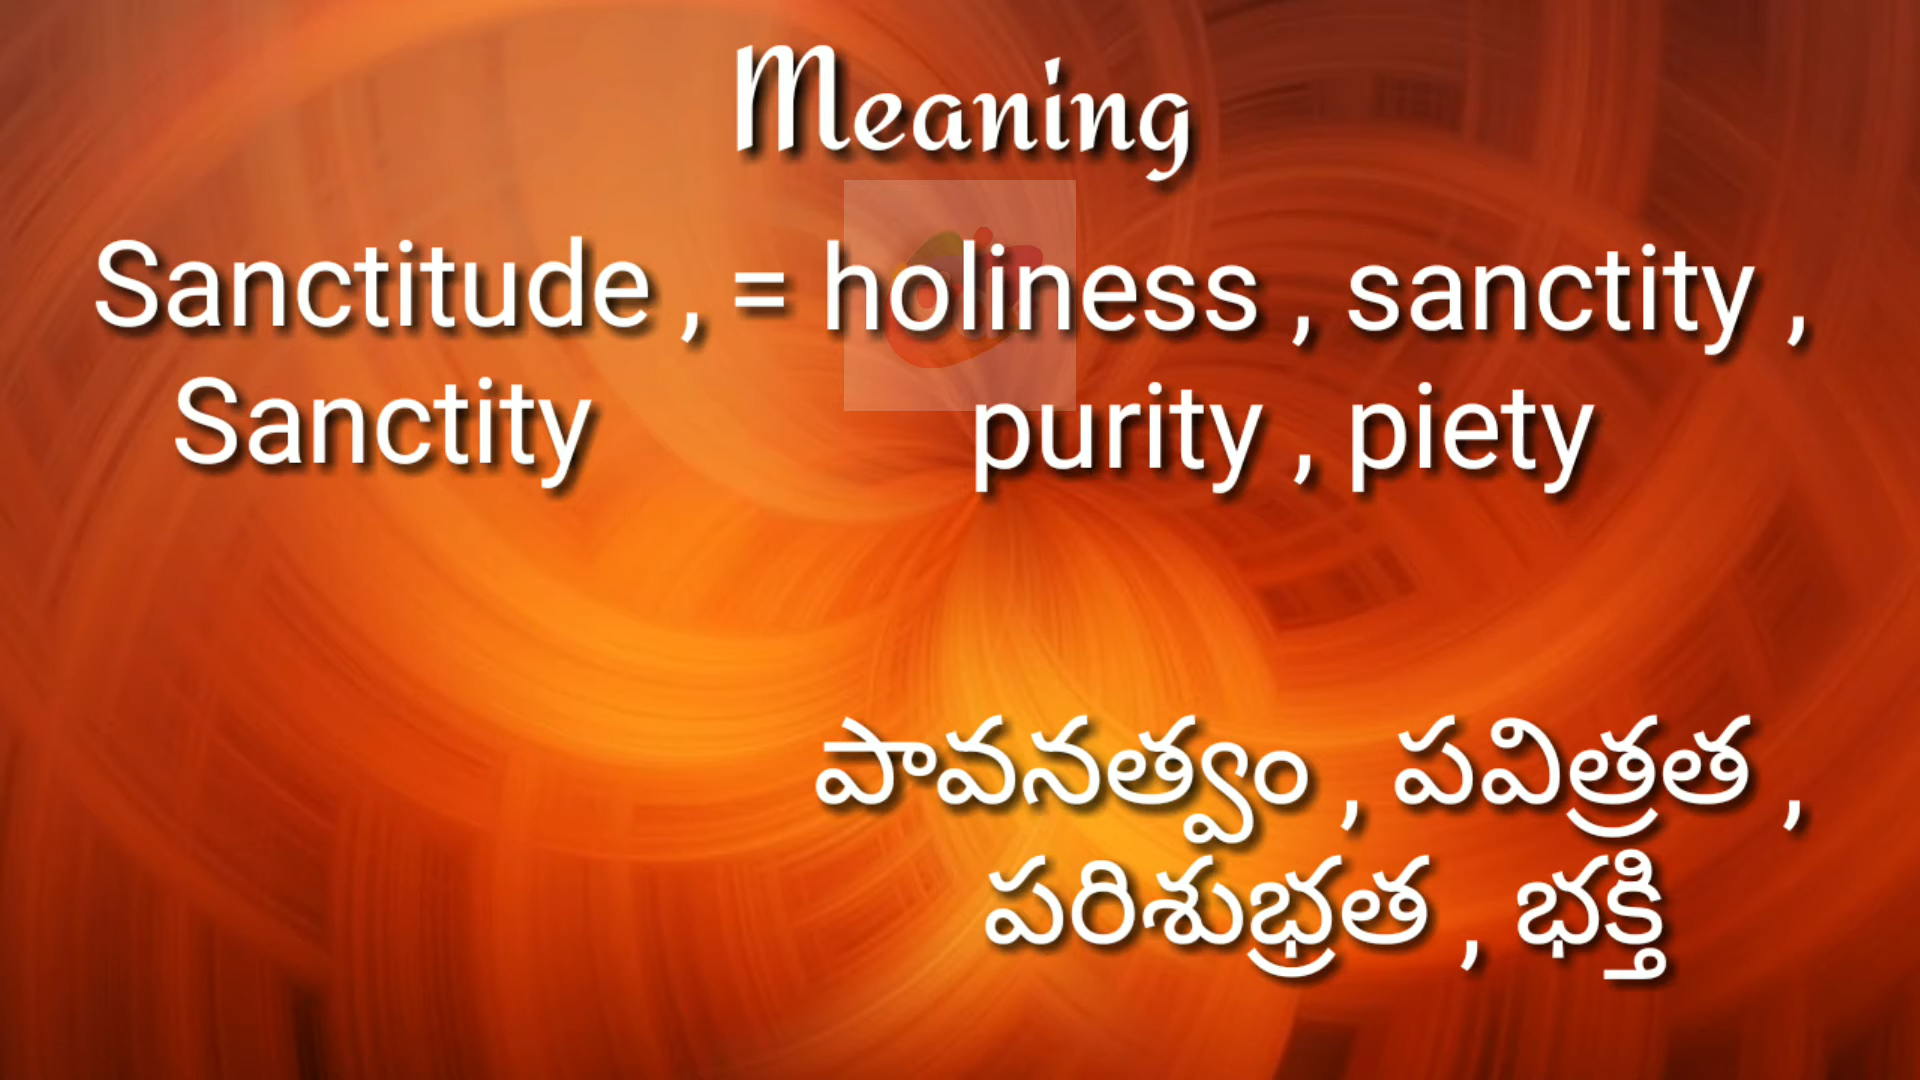 Meaning
Sanctitude , = holiness , sanctity ,
Sanctity purity , piety
పావనత్వం , పవిత్రత ,
పరిశుభ్రత , భక్తి